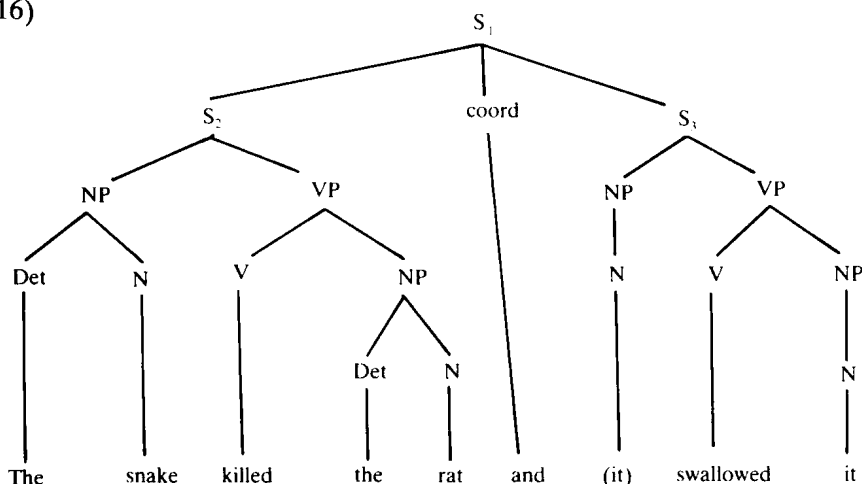 16)
S₁
S₂ coord S₃
NP VP NP VP
Det N V NP N V NP
Det N N
The snake killed the rat and (it) swallowed it